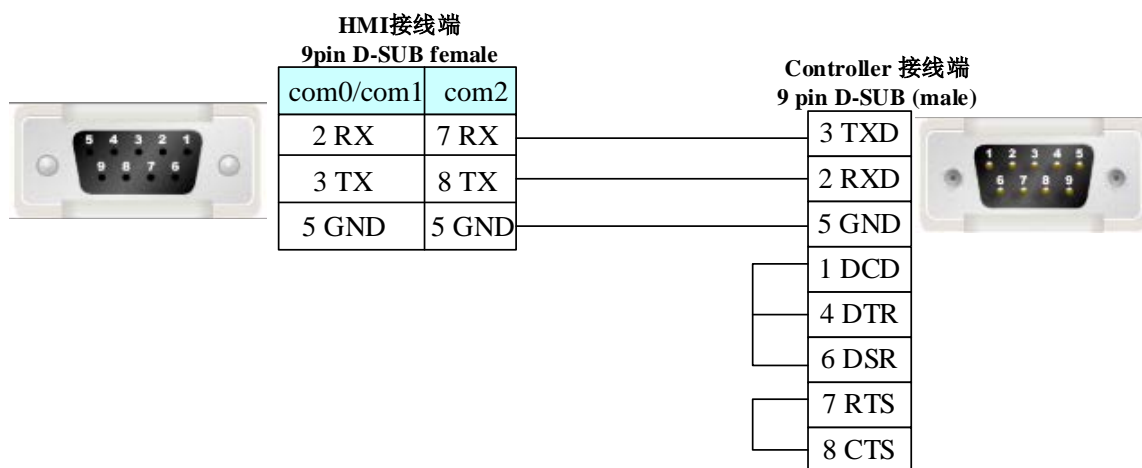 HMI接线端
9pin D-SUB female
com0/com1 com2
2 RX 7 RX
3 TX 8 TX
5 GND 5 GND
Controller 接线端
9 pin D-SUB (male)
3 TXD
2 RXD
5 GND
1 DCD
4 DTR
6 DSR
7 RTS
8 CTS
5 4 3 2 1
9 8 7 6
1 2 3 4 5
6 7 8 9